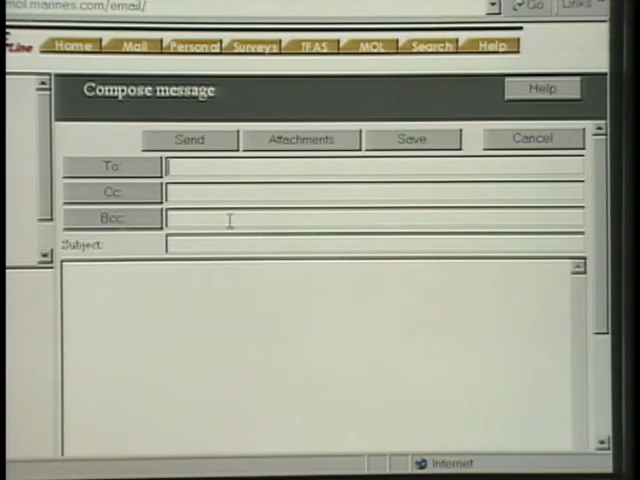 mol.marines.com/email/
Go Links
Line Home Mail Personal Surveys TFAS MOL Search Help
Compose message
Help
Send Attachments Save Cancel
To:
Cc:
Bcc:
Subject:
Internet